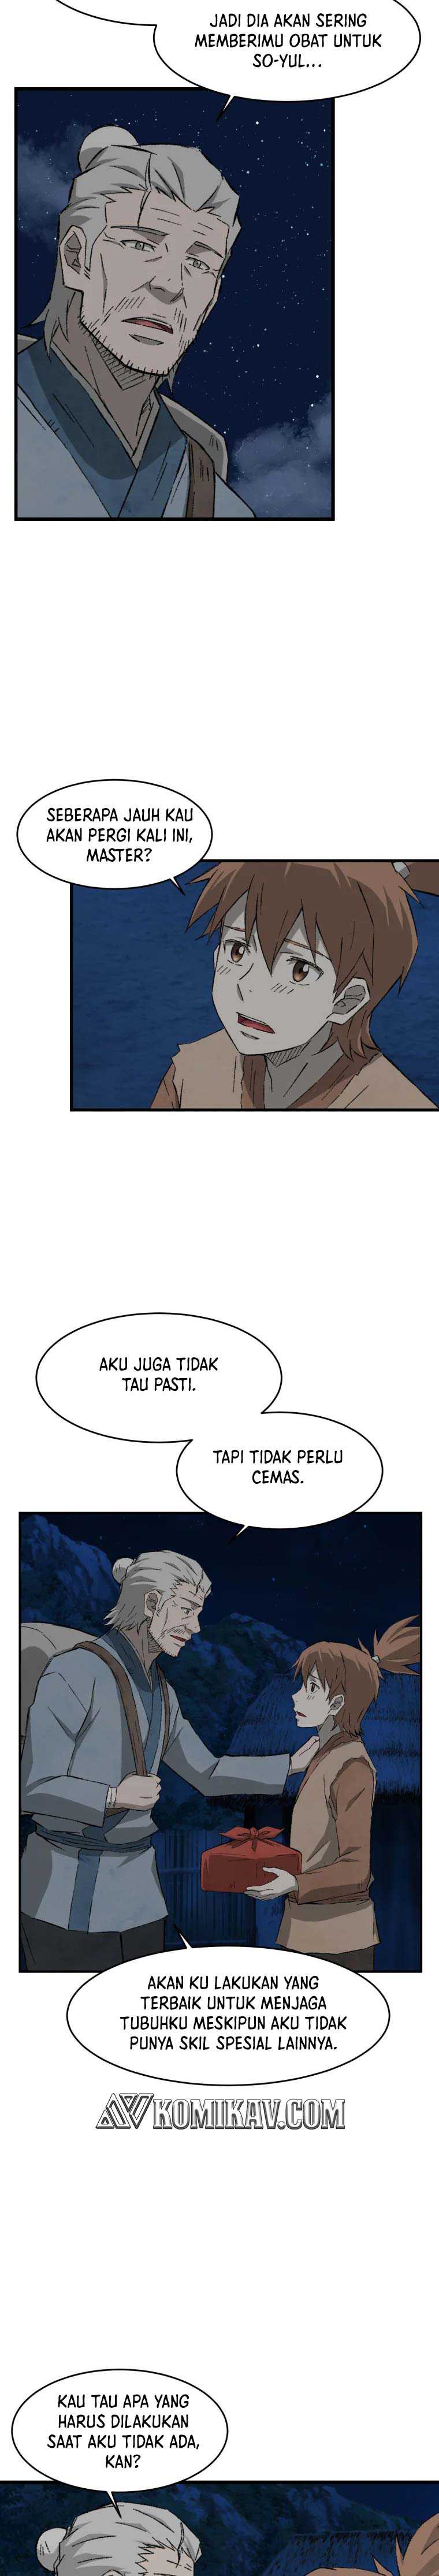 JADI DIA AKAN SERING
MEMBERIMU OBAT UNTUK
SO-YUL...
SEBERAPA JAUH KAU
AKAN PERGI KALI INI,
MASTER?
AKU JUGA TIDAK
TAU PASTI.
TAPI TIDAK PERLU
CEMAS.
AKAN KU LAKUKAN YANG
TERBAIK UNTUK MENJAGA
TUBUHKU MESKIPUN AKU TIDAK
PUNYA SKIL SPESIAL LAINNYA.
KOMIKAV.COM
KAU TAU APA YANG
HARUS DILAKUKAN
SAAT AKU TIDAK ADA,
KAN?